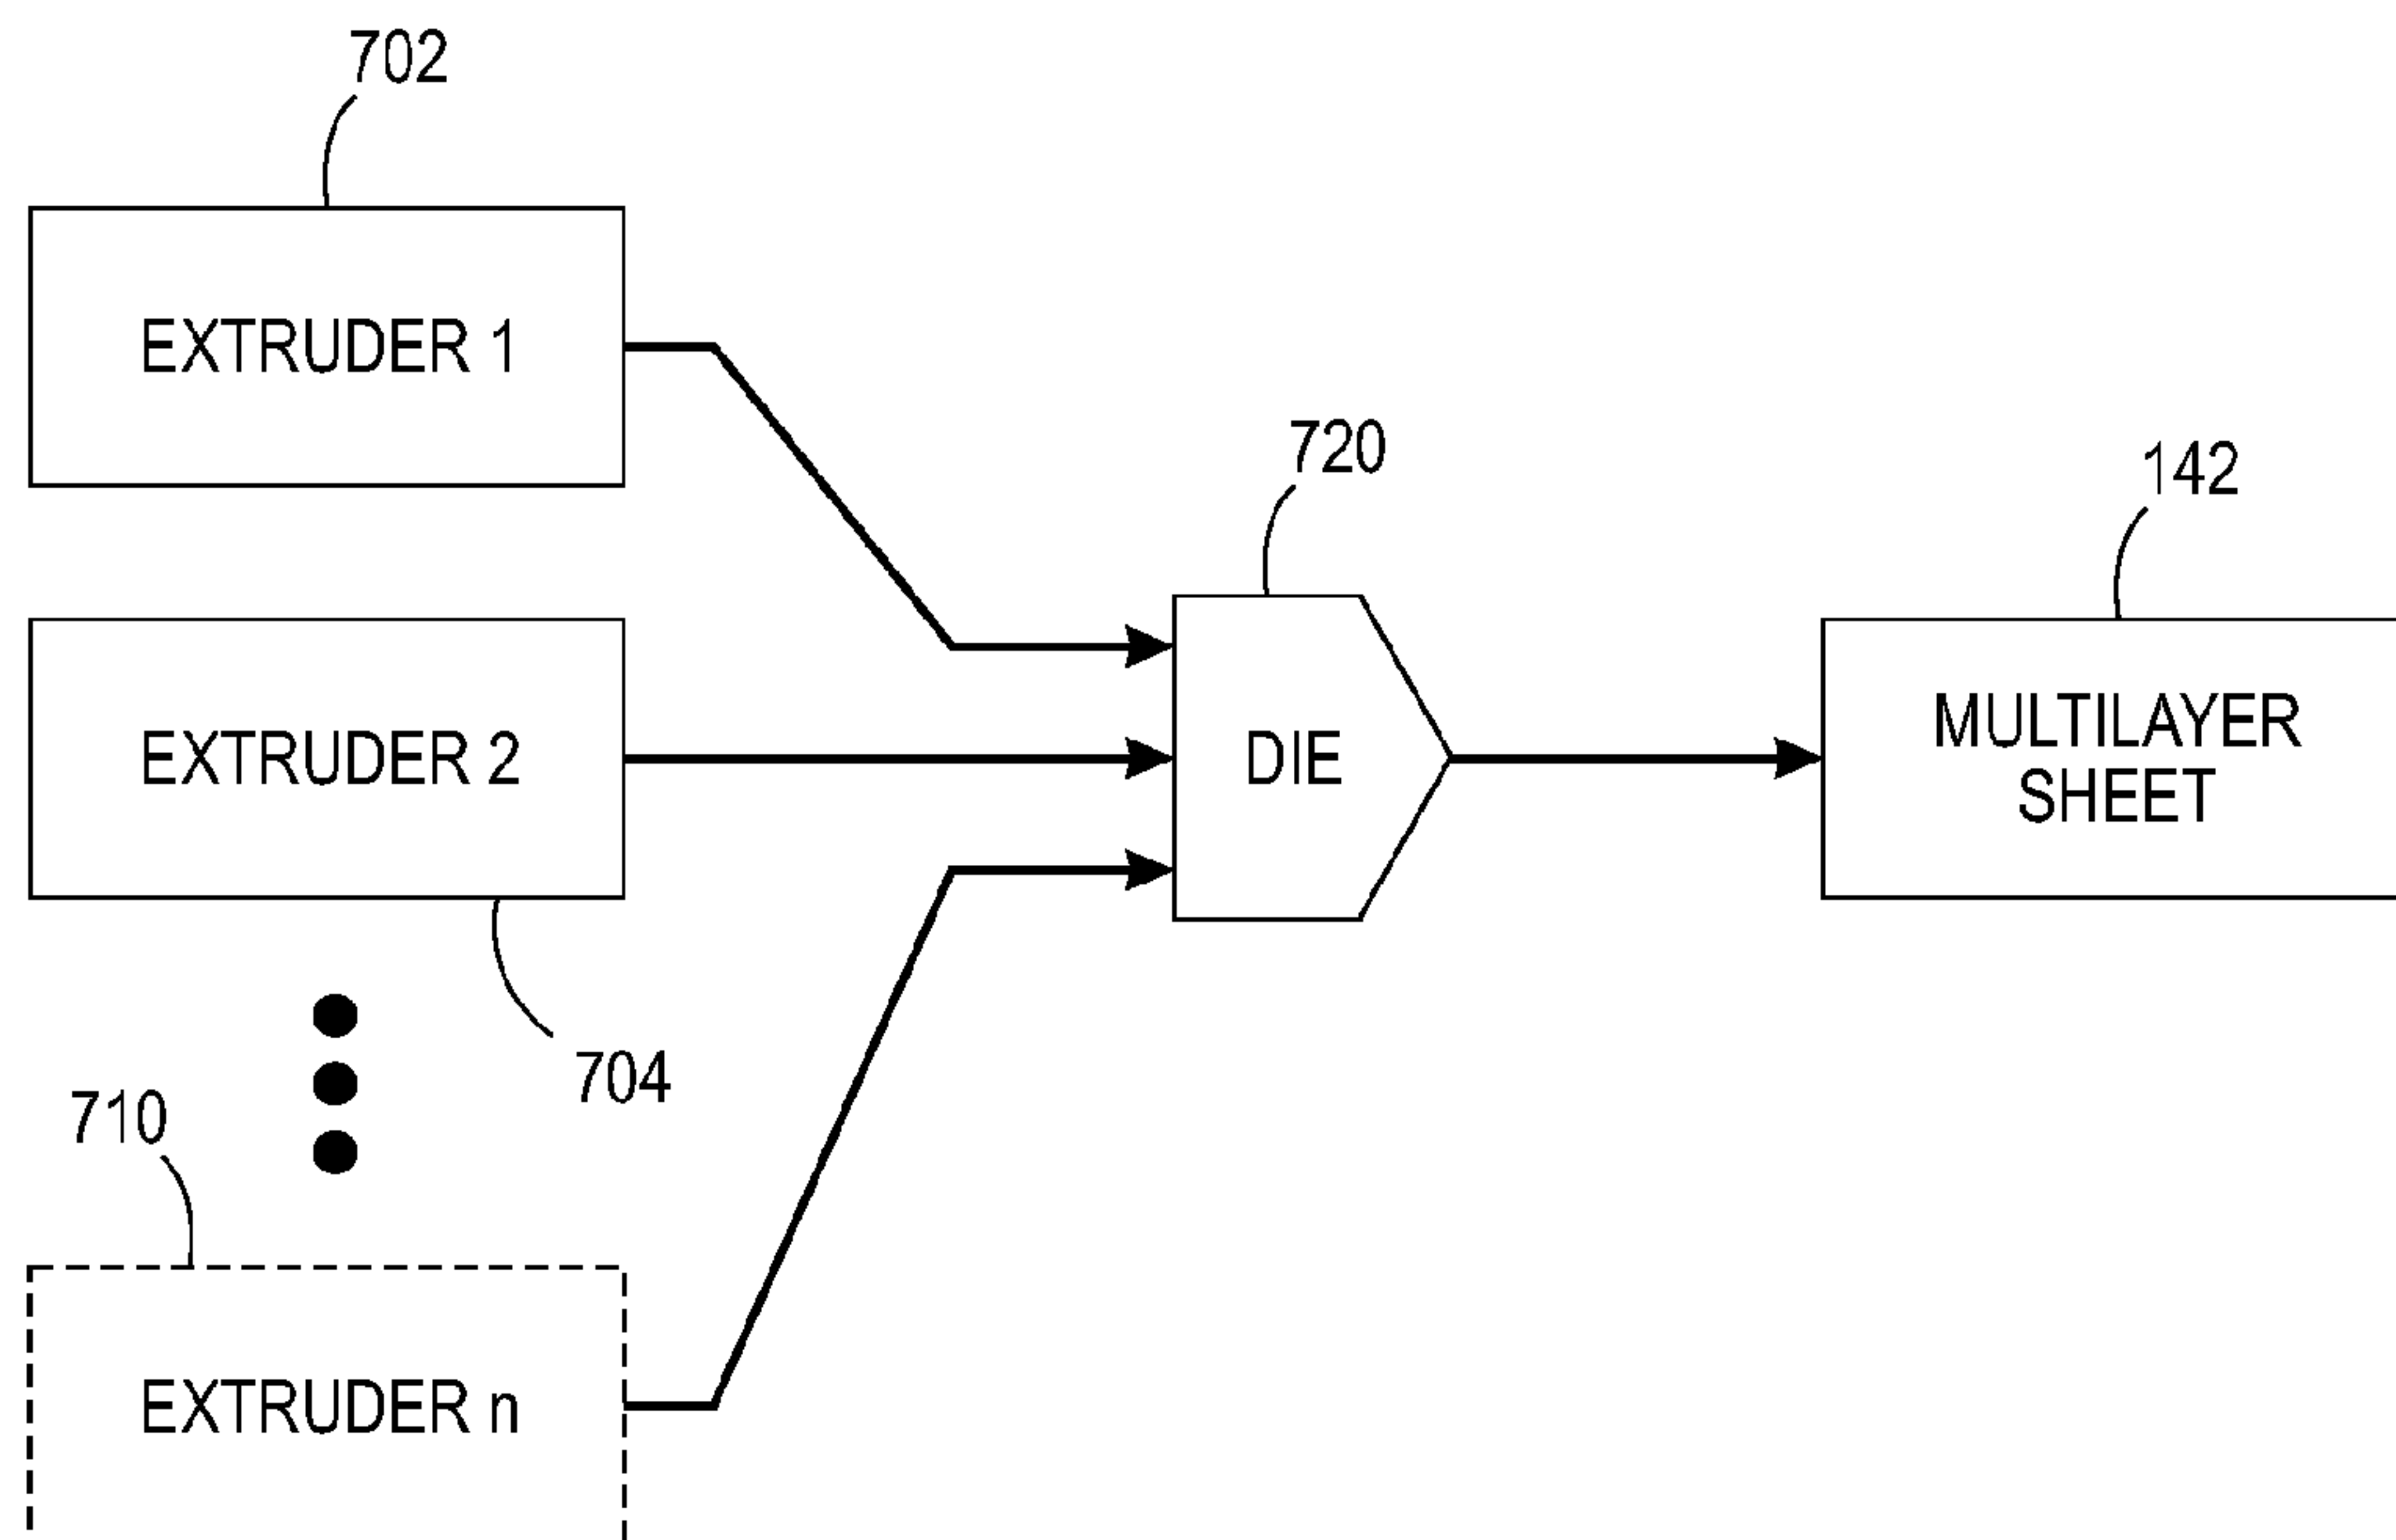 702
EXTRUDER 1
720
142
EXTRUDER 2
DIE
MULTILAYER
SHEET
704
710
EXTRUDER n